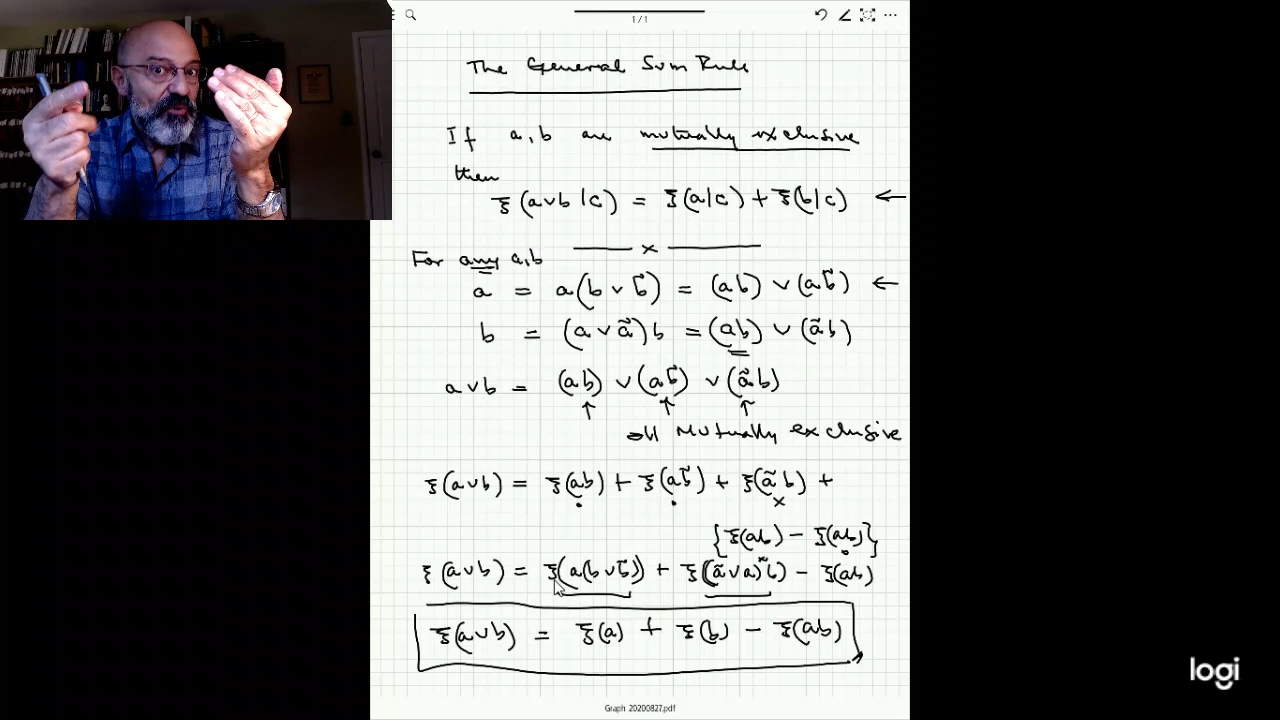 1/1
The General Sum Rule
If a, b are mutually exclusive
then
ξ(a∨b|c) = ξ(a|c) + ξ(b|c) ←
—— x ——
For any a,b
a = a(b ∨ b̃) = (ab) ∨ (ab̃) ←
b = (a ∨ ã)b = (ab) ∨ (ãb)
a∨b = (ab) ∨ (ab̃) ∨ (ãb)
↑ ↑ ↑
all Mutually exclusive
ξ(a∨b) = ξ(ab) + ξ(ab̃) + ξ(ãb) +
{ξ(ab) − ξ(ab)}
ξ(a∨b) = ξ(a(b∨b̃)) + ξ((ã∨a)b) − ξ(ab)
ξ(a∨b) = ξ(a) + ξ(b) − ξ(ab)
logi
Graph 20200827.pdf